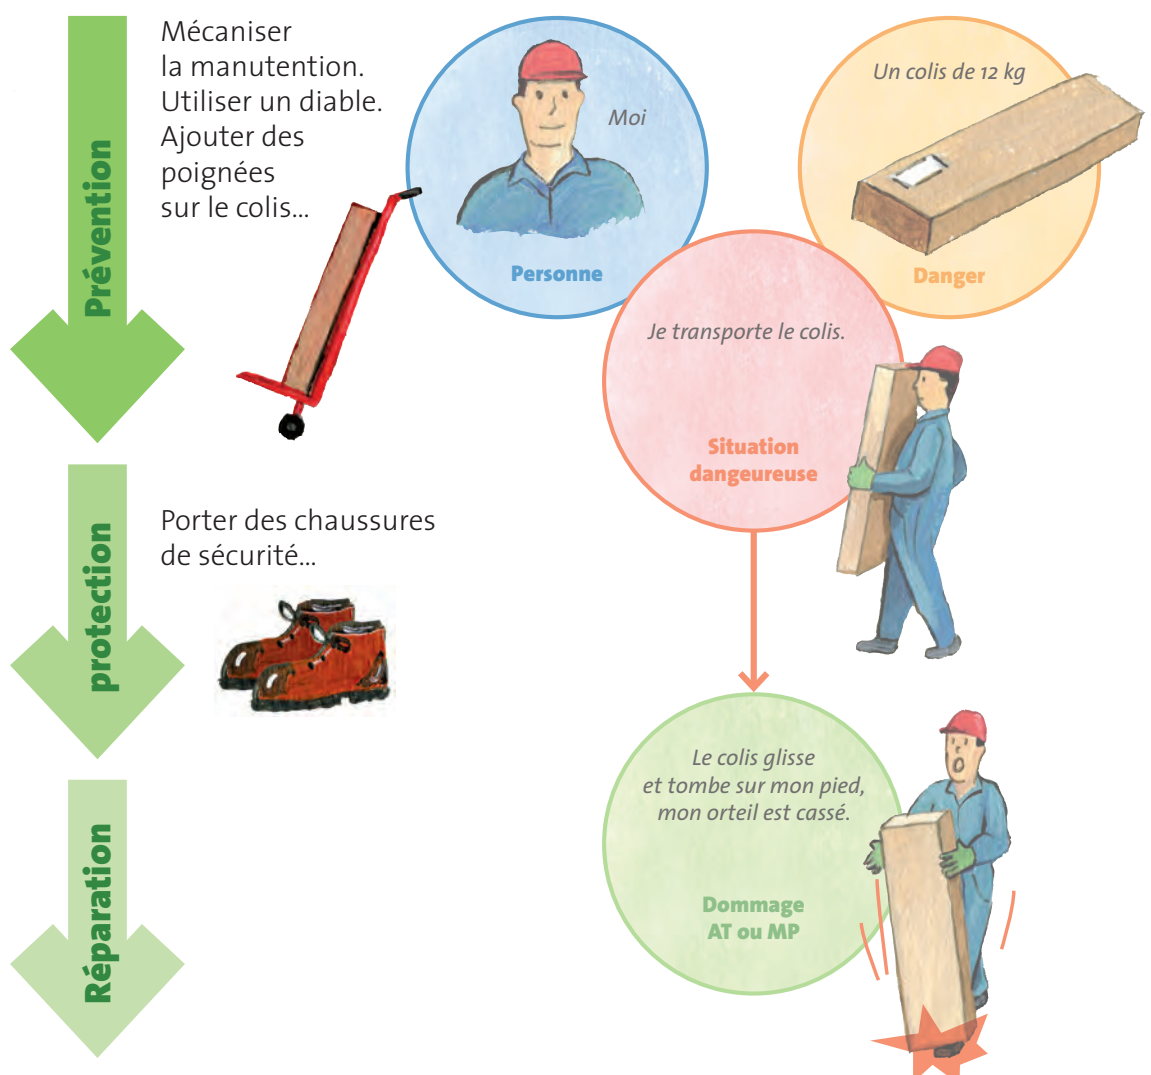 Mécaniser
la manutention.
Utiliser un diable.
Ajouter des
poignées
sur le colis...
Prévention
Moi
Personne
Un colis de 12 kg
Danger
Je transporte le colis.
Situation
dangeureuse
Porter des chaussures
de sécurité...
protection
Le colis glisse
et tombe sur mon pied,
mon orteil est cassé.
Dommage
AT ou MP
Réparation